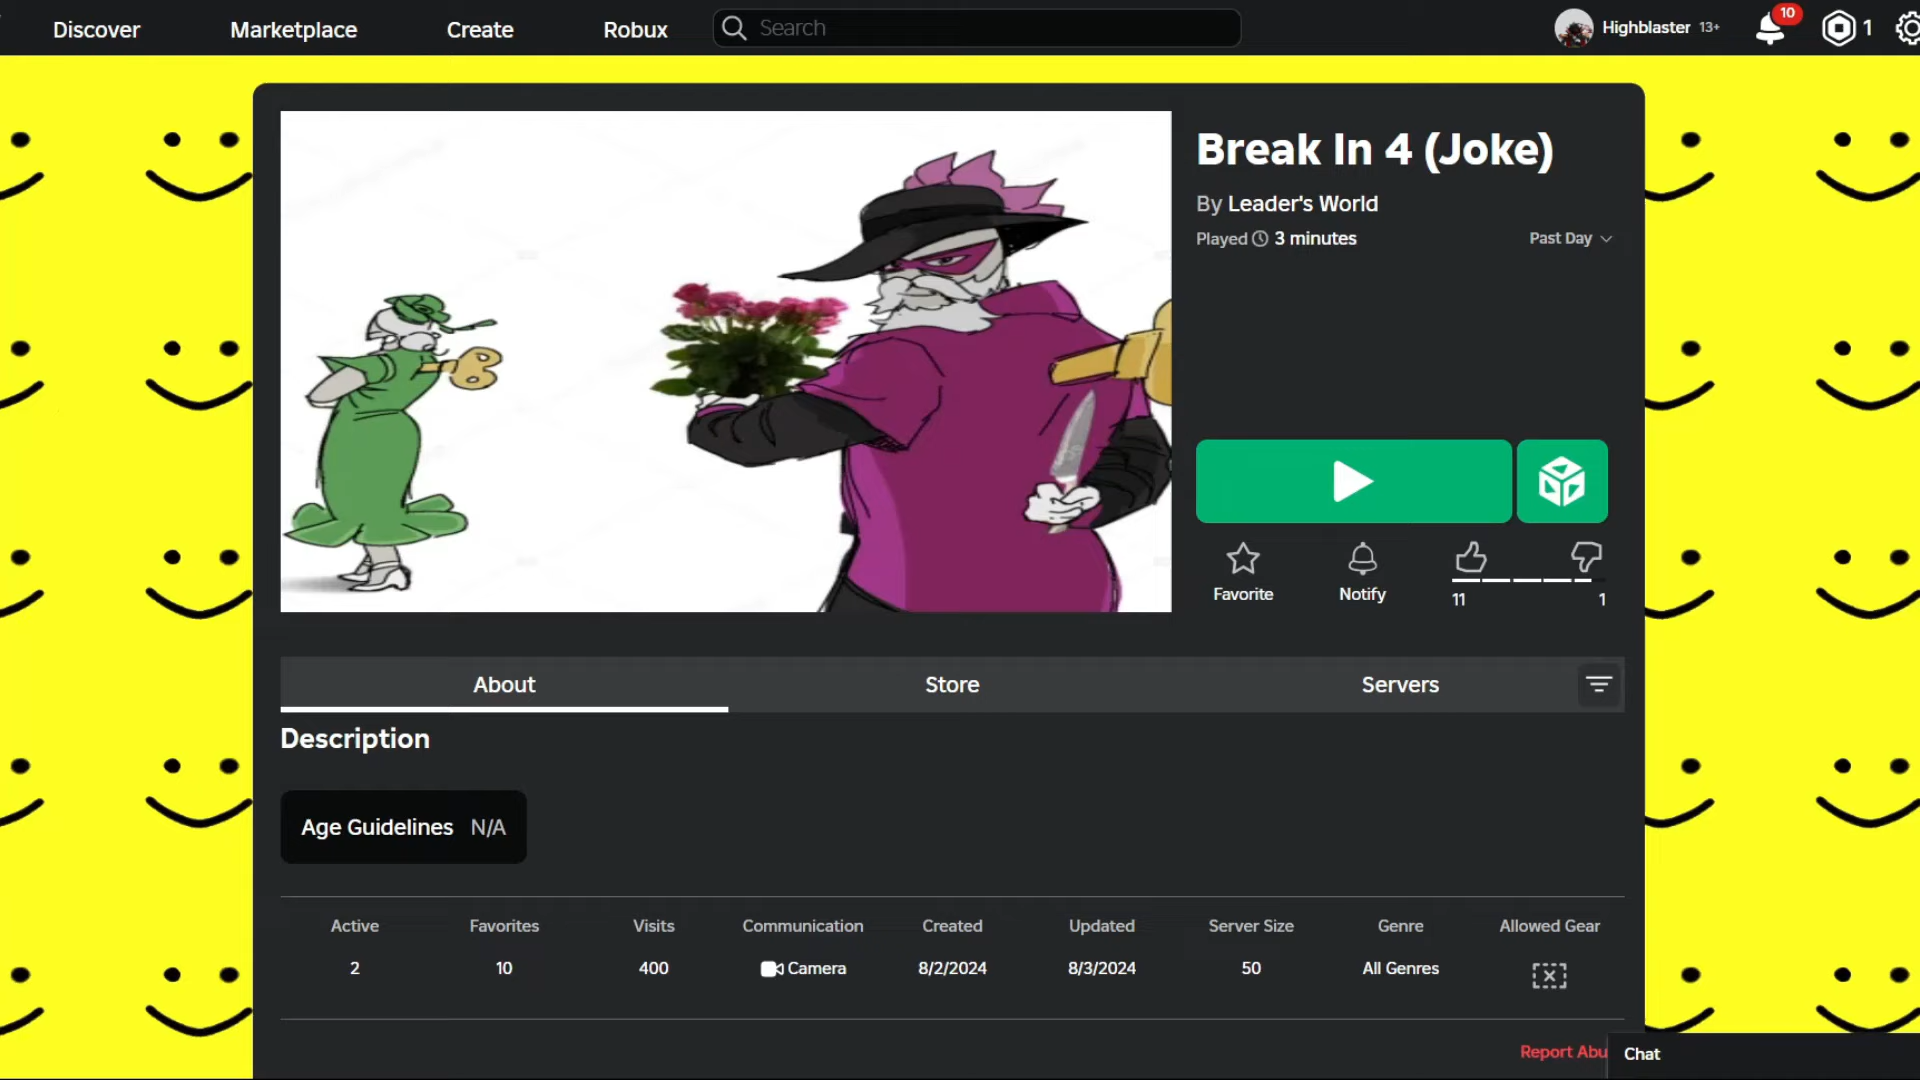 Discover Marketplace Create Robux Search Highblaster 13+ 10 1
Break In 4 (Joke)
By Leader's World
Played 3 minutes Past Day
Favorite Notify 11 1
About Store Servers
Description
Age Guidelines N/A
Active Favorites Visits Communication Created Updated Server Size Genre Allowed Gear
2 10 400 Camera 8/2/2024 8/3/2024 50 All Genres
Report Abu
Chat